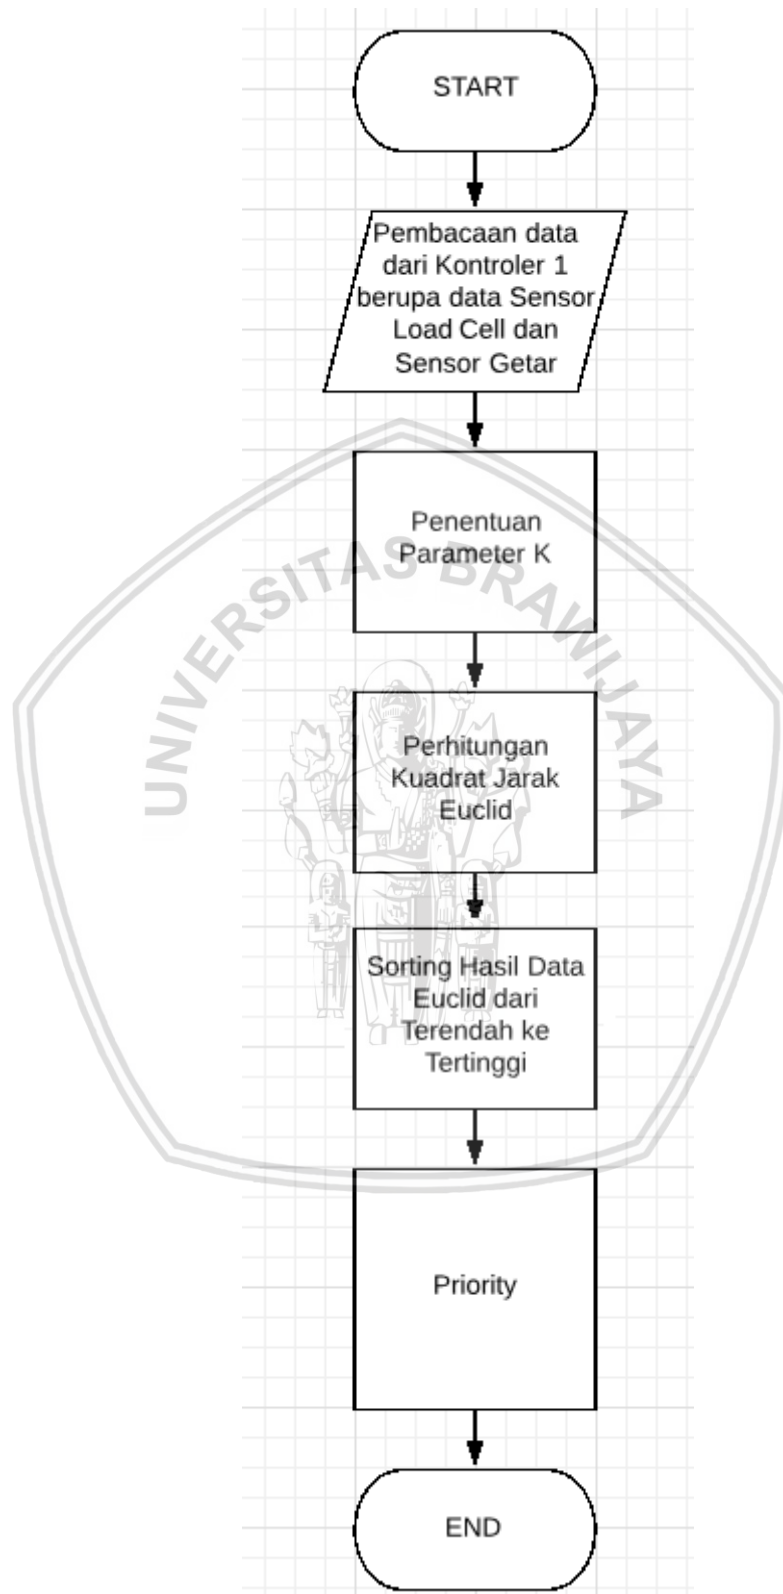 START
Pembacaan data
dari Kontroler 1
berupa data Sensor
Load Cell dan
Sensor Getar
Penentuan
Parameter K
UNIVERSITAS BRAWIJAYA
Perhitungan
Kuadrat Jarak
Euclid
Sorting Hasil Data
Euclid dari
Terendah ke
Tertinggi
Priority
END